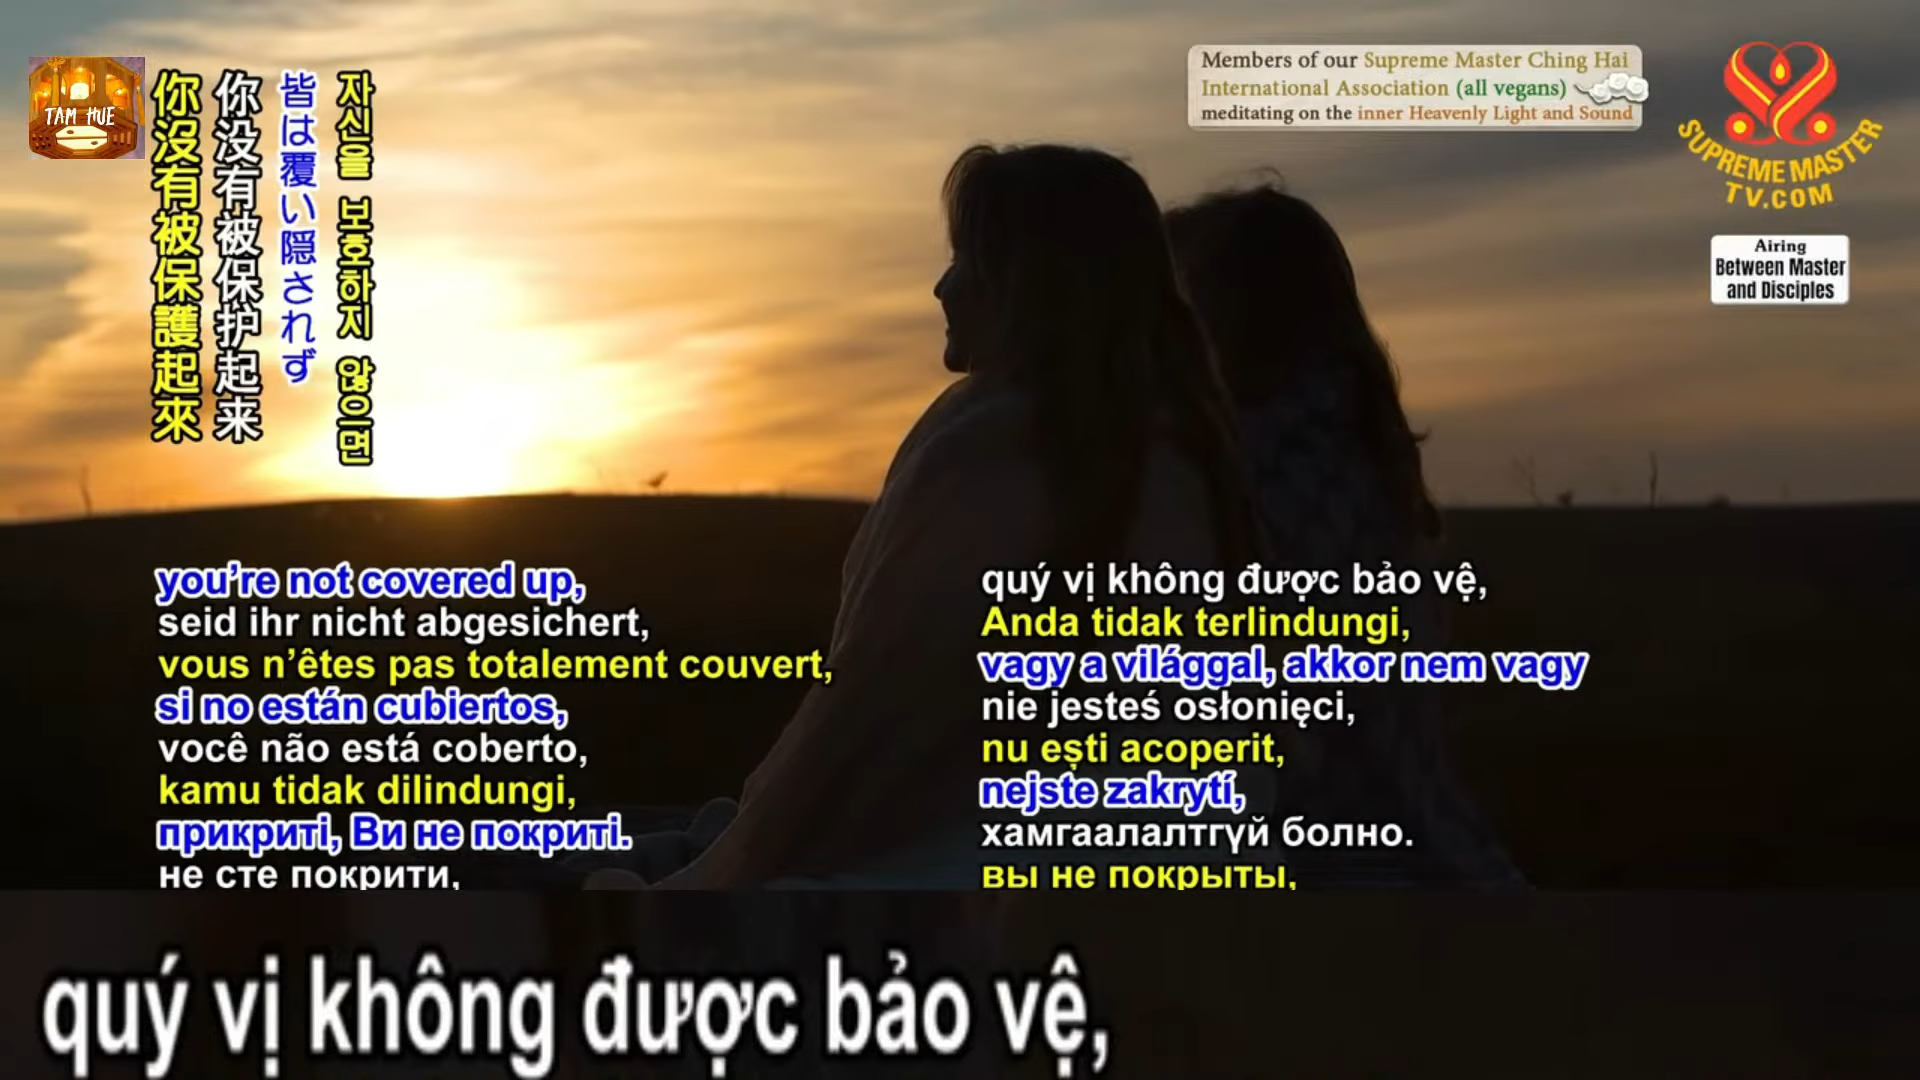 TAM HUE
你沒有被保護起來
你没有被保护起来
皆は覆い隠されず
자신을 보호하지 않으면
Members of our Supreme Master Ching Hai
International Association (all vegans)
meditating on the inner Heavenly Light and Sound
SUPREME MASTER
TV.COM
Airing
Between Master
and Disciples
you’re not covered up,
seid ihr nicht abgesichert,
vous n’êtes pas totalement couvert,
si no están cubiertos,
você não está coberto,
kamu tidak dilindungi,
прикриті, Ви не покриті.
не сте покрити,
quý vị không được bảo vệ,
Anda tidak terlindungi,
vagy a világgal, akkor nem vagy
nie jesteś osłonięci,
nu ești acoperit,
nejste zakrytí,
хамгаалалтгүй болно.
вы не покрыты,
quý vị không được bảo vệ,